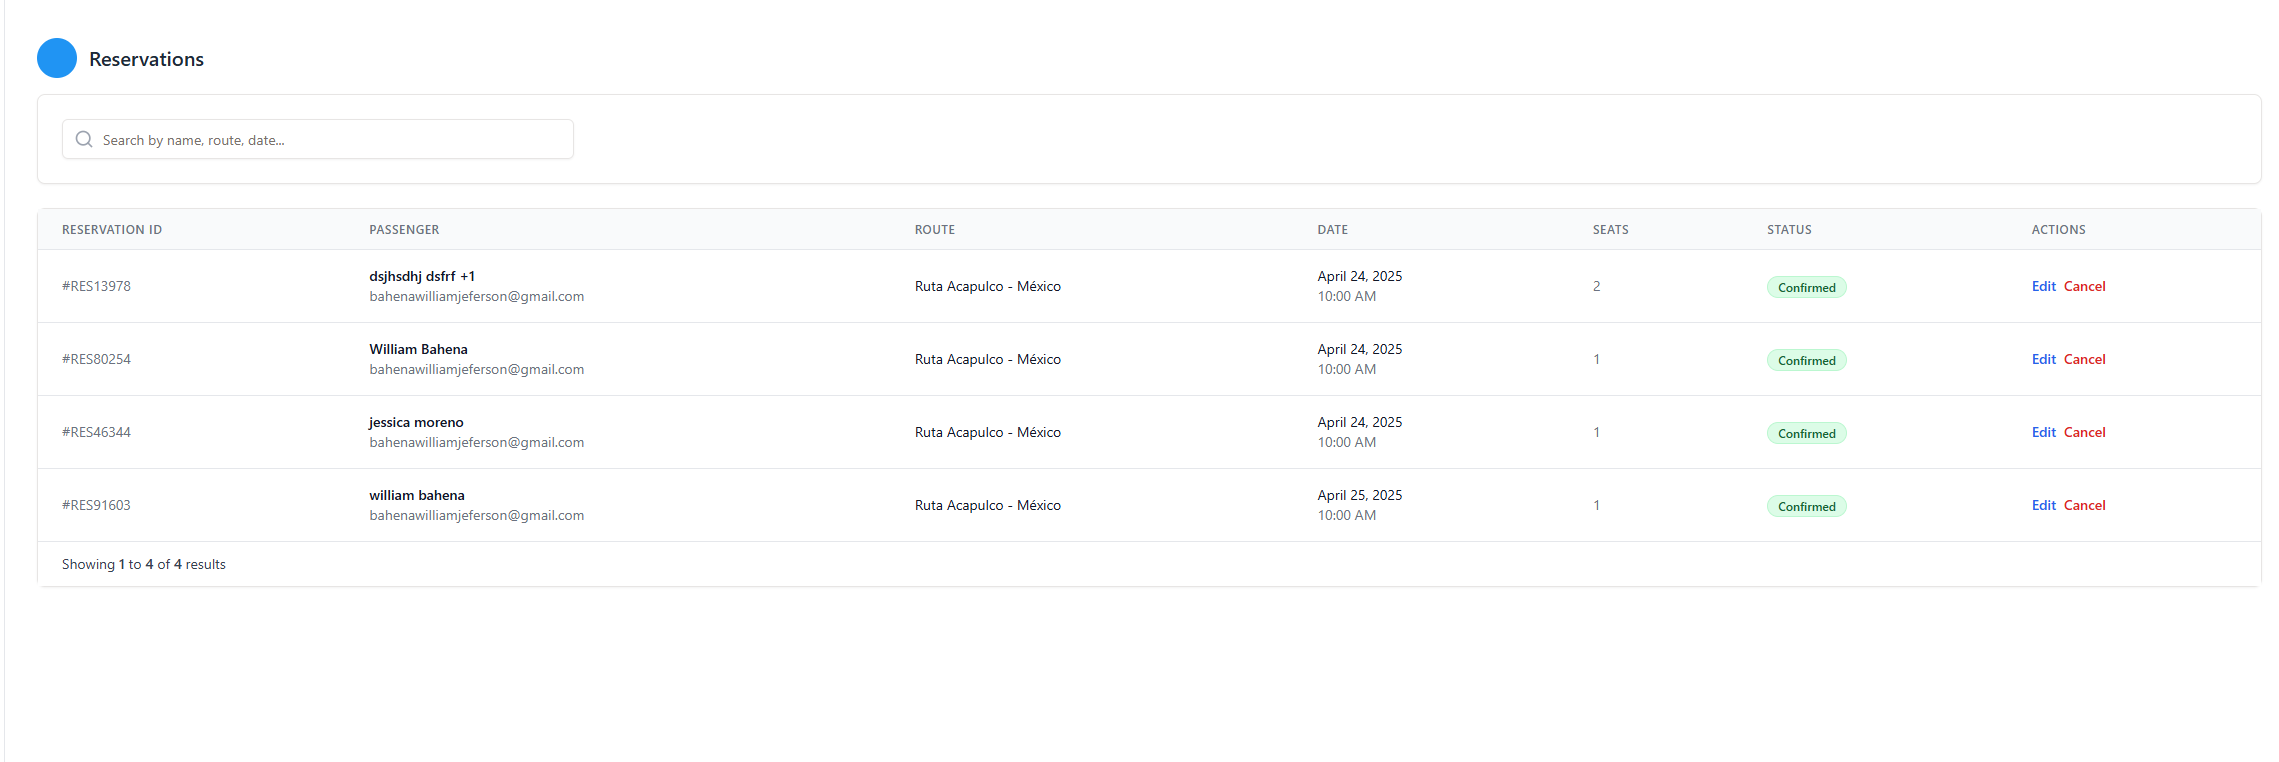 Reservations
Search by name, route, date...
RESERVATION ID PASSENGER ROUTE DATE SEATS STATUS ACTIONS
#RES13978 dsjhsdhj dsfrf +1 Ruta Acapulco - México April 24, 2025 2 Confirmed Edit Cancel
bahenawilliamjeferson@gmail.com 10:00 AM
#RES80254 William Bahena Ruta Acapulco - México April 24, 2025 1 Confirmed Edit Cancel
bahenawilliamjeferson@gmail.com 10:00 AM
#RES46344 jessica moreno Ruta Acapulco - México April 24, 2025 1 Confirmed Edit Cancel
bahenawilliamjeferson@gmail.com 10:00 AM
#RES91603 william bahena Ruta Acapulco - México April 25, 2025 1 Confirmed Edit Cancel
bahenawilliamjeferson@gmail.com 10:00 AM
Showing 1 to 4 of 4 results